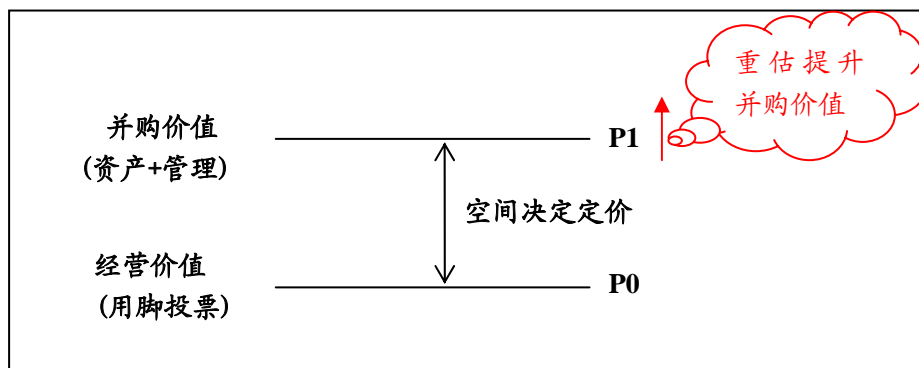 重估提升
并购价值
并购价值
(资产+管理)
P1
空间决定定价
经营价值
(用脚投票)
P0